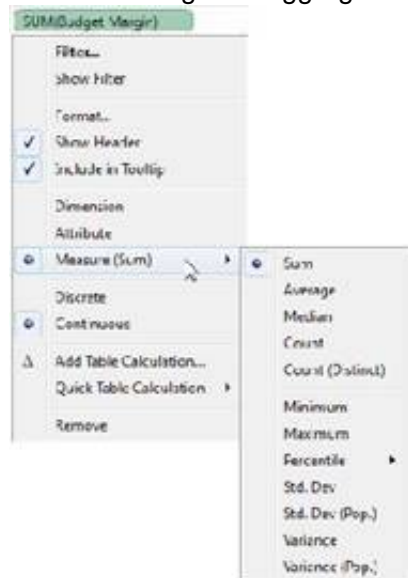 SUM(Budget Margin)
Filter...
Show Filter
Format...
Show Header
Include in Tooltip
Dimension
Attribute
Measure (Sum)
Discrete
Continuous
Add Table Calculation...
Quick Table Calculation
Remove
Sum
Average
Median
Count
Count (Distinct)
Minimum
Maximum
Percentile
Std. Dev
Std. Dev (Pop.)
Variance
Variance (Pop.)